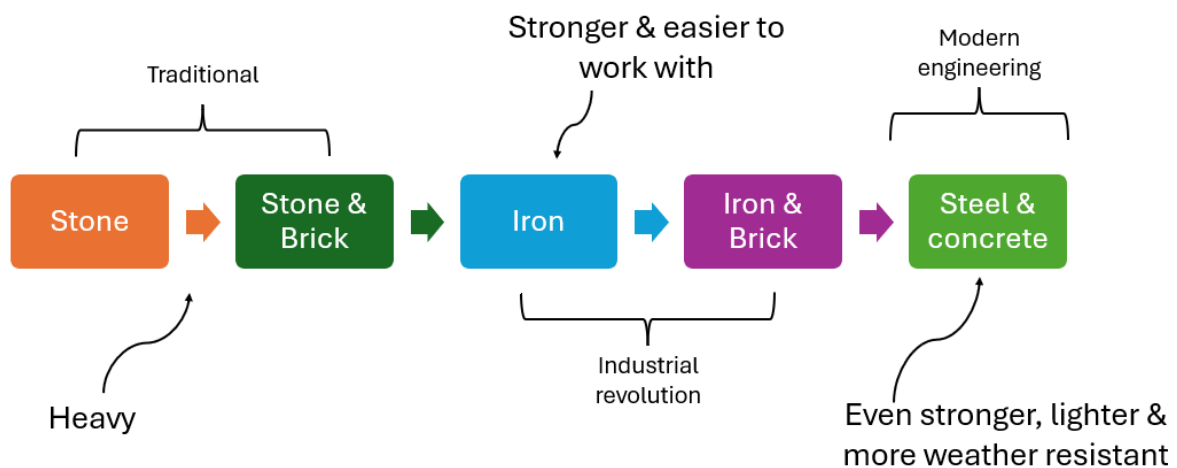 Stronger & easier to
work with
Modern
engineering
Traditional
Stone
Stone &
Brick
Iron
Iron &
Brick
Steel &
concrete
Industrial
revolution
Heavy
Even stronger, lighter &
more weather resistant